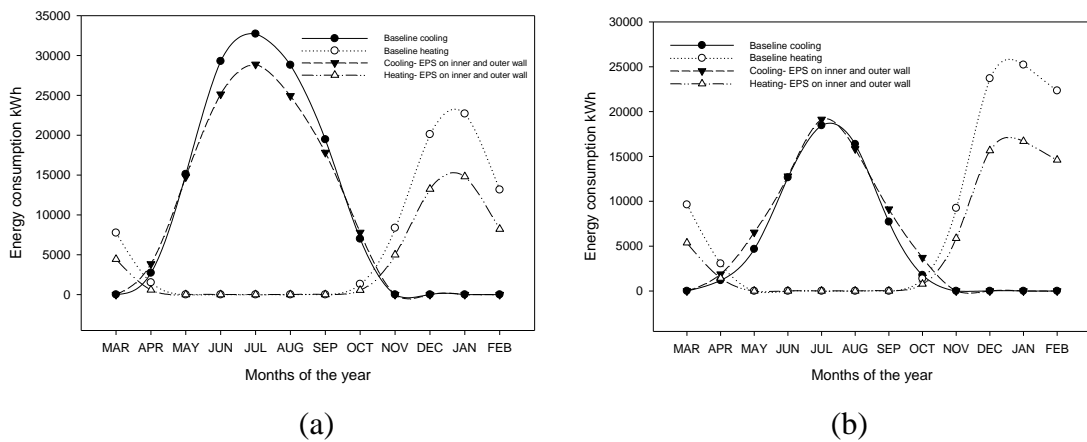 35000
30000
25000
20000
15000
10000
5000
0
Energy consumption kWh
Baseline cooling
Baseline heating
Cooling- EPS on inner and outer wall
Heating- EPS on inner and outer wall
MAR APR MAY JUN JUL AUG SEP OCT NOV DEC JAN FEB
Months of the year
(a)
30000
25000
20000
15000
10000
5000
0
Energy consumption kWh
Baseline cooling
Baseline heating
Cooling- EPS on inner and outer wall
Heating- EPS on inner and outer wall
MAR APR MAY JUN JUL AUG SEP OCT NOV DEC JAN FEB
Months of the year
(b)